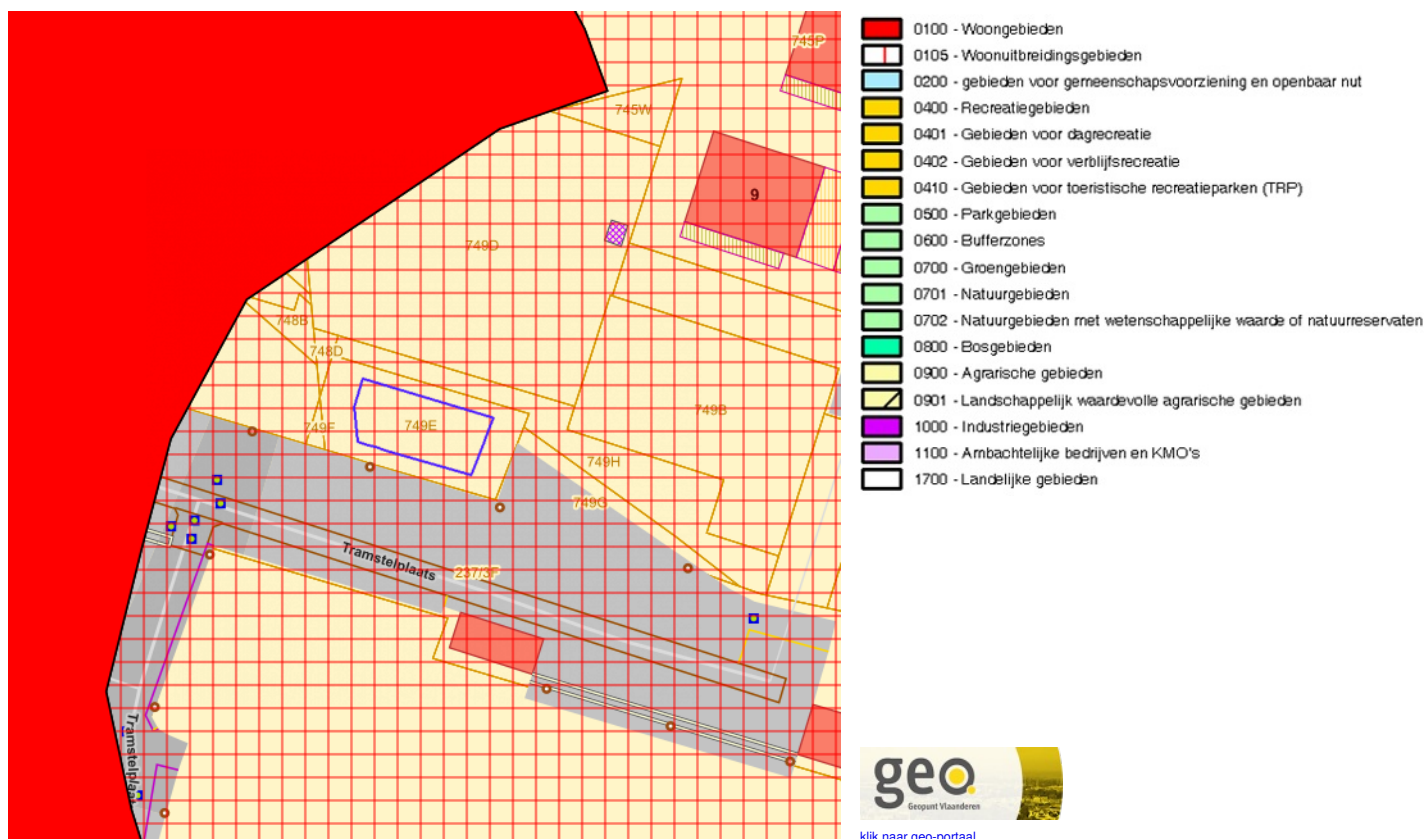 745P
745W
9
749D
748B
748D
749F
749E
749B
749H
749G
Tramstelplaats
237/3F
Tramstelplaat
0100 - Woongebieden
0105 - Woonuitbreidingsgebieden
0200 - gebieden voor gemeenschapsvoorziening en openbaar nut
0400 - Recreatiegebieden
0401 - Gebieden voor dagrecreatie
0402 - Gebieden voor verblijfsrecreatie
0410 - Gebieden voor toeristische recreatieparken (TRP)
0500 - Parkgebieden
0600 - Bufferzones
0700 - Groengebieden
0701 - Natuurgebieden
0702 - Natuurgebieden met wetenschappelijke waarde of natuurreservaten
0800 - Bosgebieden
0900 - Agrarische gebieden
0901 - Landschappelijk waardevolle agrarische gebieden
1000 - Industriegebieden
1100 - Ambachtelijke bedrijven en KMO's
1700 - Landelijke gebieden
geo
Geopunt Vlaanderen
klik naar geo-portaal